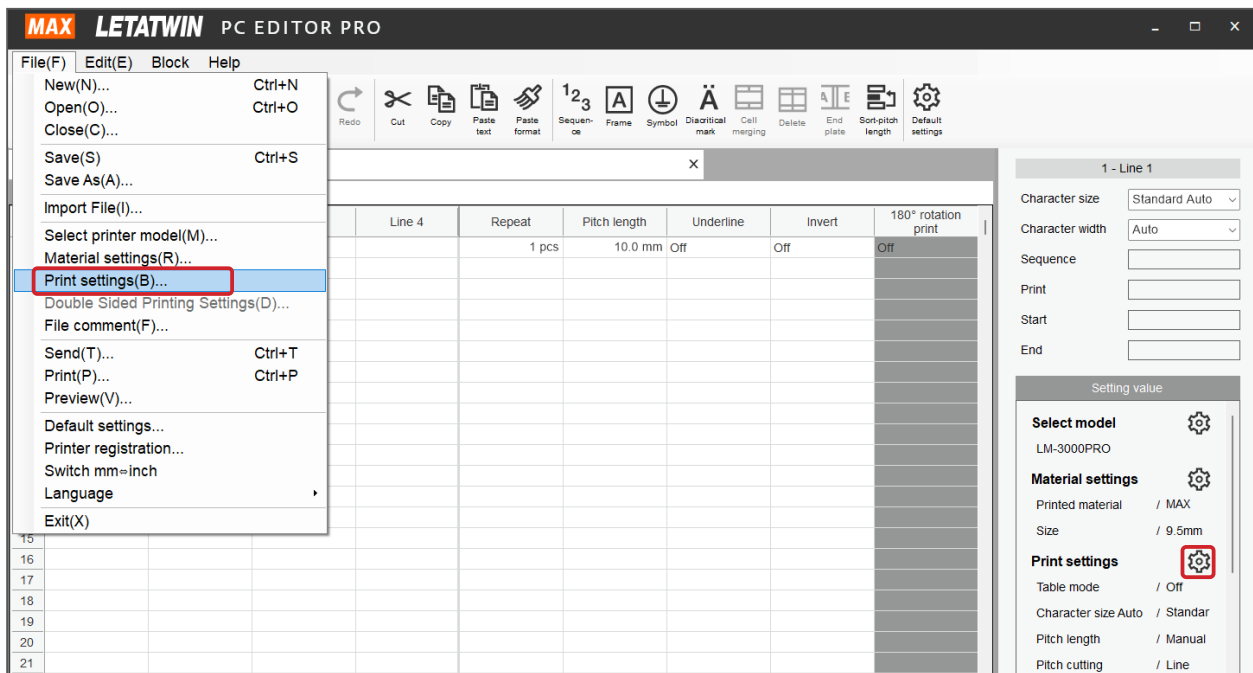 MAX LETATWIN PC EDITOR PRO
File(F) Edit(E) Block Help
New(N)... Ctrl+N
Open(O)... Ctrl+O
Close(C)...
Save(S) Ctrl+S
Save As(A)...
Import File(I)...
Select printer model(M)...
Material settings(R)...
Print settings(B)...
Double Sided Printing Settings(D)...
File comment(F)...
Send(T)... Ctrl+T
Print(P)... Ctrl+P
Preview(V)...
Default settings...
Printer registration...
Switch mm⇔inch
Language
Exit(X)
Redo
Cut
Copy
Paste
text
Paste
format
123
Sequen-
ce
A
Frame
Symbol
Ä
Diacritical
mark
Cell
merging
Delete
A E
End
plate
Sort-pitch
length
Default
settings
Line 4 Repeat Pitch length Underline Invert 180° rotation
print
1 pcs 10.0 mm Off Off Off
15
16
17
18
19
20
21
1 - Line 1
Character size Standard Auto
Character width Auto
Sequence
Print
Start
End
Setting value
Select model
LM-3000PRO
Material settings
Printed material / MAX
Size / 9.5mm
Print settings
Table mode / Off
Character size Auto / Standar
Pitch length / Manual
Pitch cutting / Line